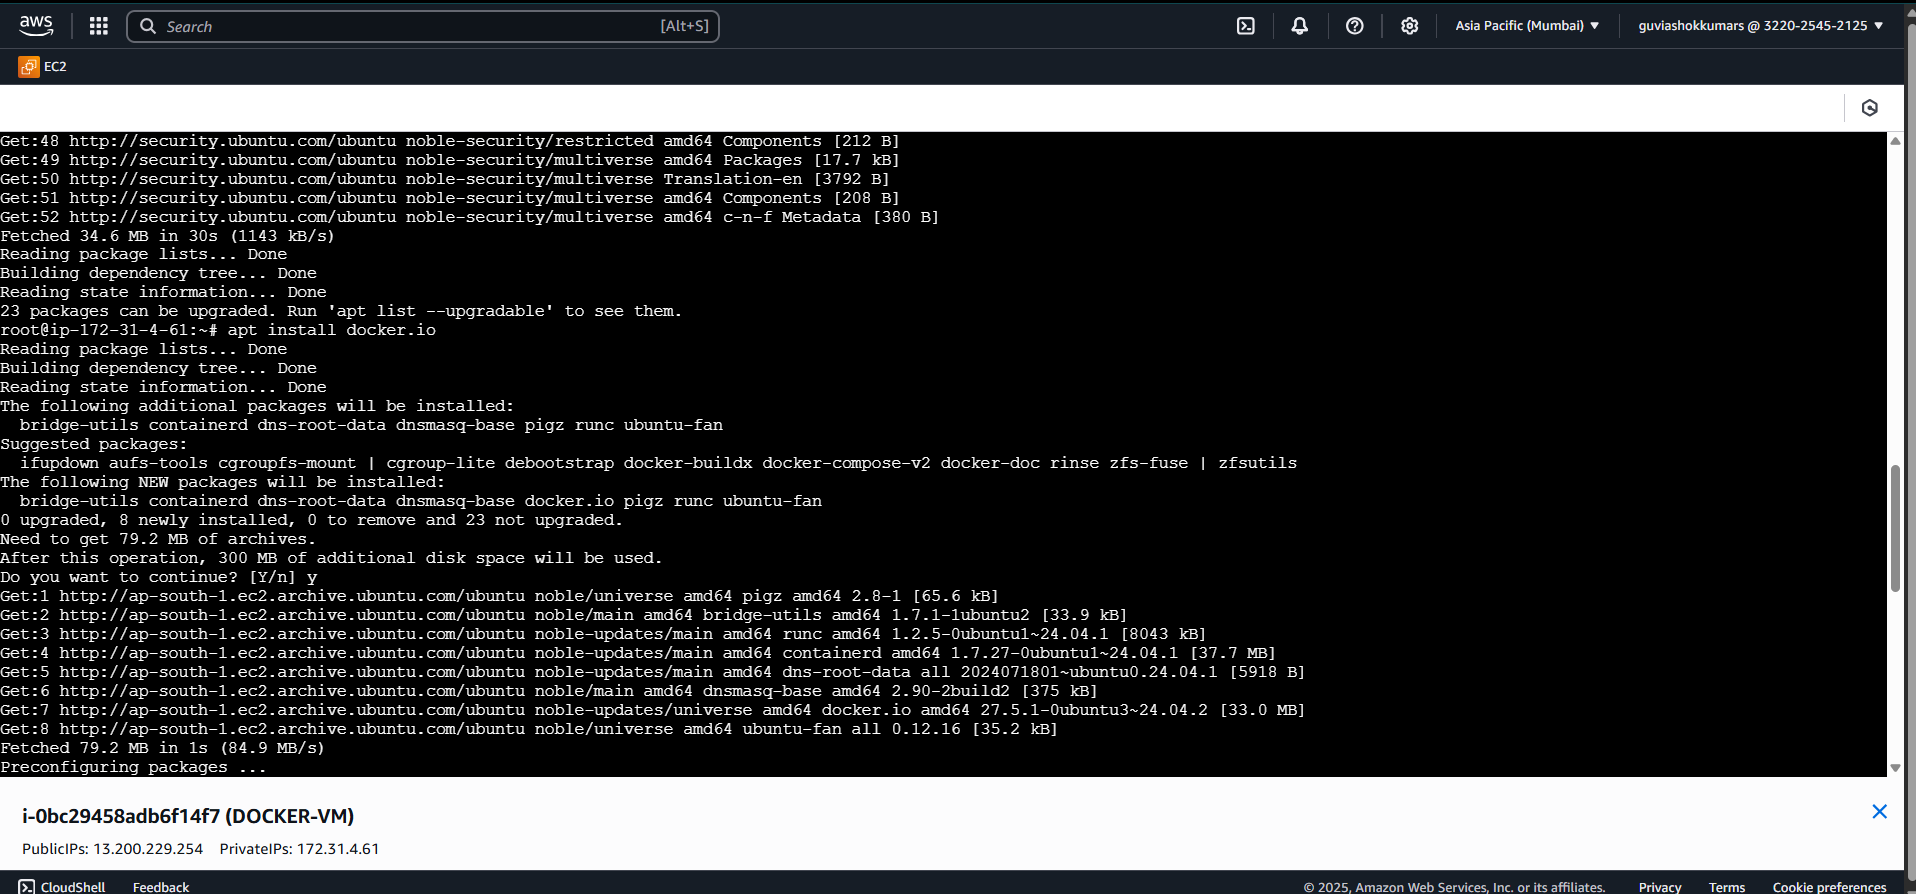 aws
Search [Alt+S]
Asia Pacific (Mumbai) ▼
guviashokkumars @ 3220-2545-2125 ▼
EC2
Get:48 http://security.ubuntu.com/ubuntu noble-security/restricted amd64 Components [212 B]
Get:49 http://security.ubuntu.com/ubuntu noble-security/multiverse amd64 Packages [17.7 kB]
Get:50 http://security.ubuntu.com/ubuntu noble-security/multiverse Translation-en [3792 B]
Get:51 http://security.ubuntu.com/ubuntu noble-security/multiverse amd64 Components [208 B]
Get:52 http://security.ubuntu.com/ubuntu noble-security/multiverse amd64 c-n-f Metadata [380 B]
Fetched 34.6 MB in 30s (1143 kB/s)
Reading package lists... Done
Building dependency tree... Done
Reading state information... Done
23 packages can be upgraded. Run 'apt list --upgradable' to see them.
root@ip-172-31-4-61:~# apt install docker.io
Reading package lists... Done
Building dependency tree... Done
Reading state information... Done
The following additional packages will be installed:
  bridge-utils containerd dns-root-data dnsmasq-base pigz runc ubuntu-fan
Suggested packages:
  ifupdown aufs-tools cgroupfs-mount | cgroup-lite debootstrap docker-buildx docker-compose-v2 docker-doc rinse zfs-fuse | zfsutils
The following NEW packages will be installed:
  bridge-utils containerd dns-root-data dnsmasq-base docker.io pigz runc ubuntu-fan
0 upgraded, 8 newly installed, 0 to remove and 23 not upgraded.
Need to get 79.2 MB of archives.
After this operation, 300 MB of additional disk space will be used.
Do you want to continue? [Y/n] y
Get:1 http://ap-south-1.ec2.archive.ubuntu.com/ubuntu noble/universe amd64 pigz amd64 2.8-1 [65.6 kB]
Get:2 http://ap-south-1.ec2.archive.ubuntu.com/ubuntu noble/main amd64 bridge-utils amd64 1.7.1-1ubuntu2 [33.9 kB]
Get:3 http://ap-south-1.ec2.archive.ubuntu.com/ubuntu noble-updates/main amd64 runc amd64 1.2.5-0ubuntu1~24.04.1 [8043 kB]
Get:4 http://ap-south-1.ec2.archive.ubuntu.com/ubuntu noble-updates/main amd64 containerd amd64 1.7.27-0ubuntu1~24.04.1 [37.7 MB]
Get:5 http://ap-south-1.ec2.archive.ubuntu.com/ubuntu noble-updates/main amd64 dns-root-data all 2024071801~ubuntu0.24.04.1 [5918 B]
Get:6 http://ap-south-1.ec2.archive.ubuntu.com/ubuntu noble/main amd64 dnsmasq-base amd64 2.90-2build2 [375 kB]
Get:7 http://ap-south-1.ec2.archive.ubuntu.com/ubuntu noble-updates/universe amd64 docker.io amd64 27.5.1-0ubuntu3~24.04.2 [33.0 MB]
Get:8 http://ap-south-1.ec2.archive.ubuntu.com/ubuntu noble/universe amd64 ubuntu-fan all 0.12.16 [35.2 kB]
Fetched 79.2 MB in 1s (84.9 MB/s)
Preconfiguring packages ...
i-0bc29458adb6f14f7 (DOCKER-VM)
PublicIPs: 13.200.229.254 PrivateIPs: 172.31.4.61
CloudShell Feedback © 2025, Amazon Web Services, Inc. or its affiliates. Privacy Terms Cookie preferences